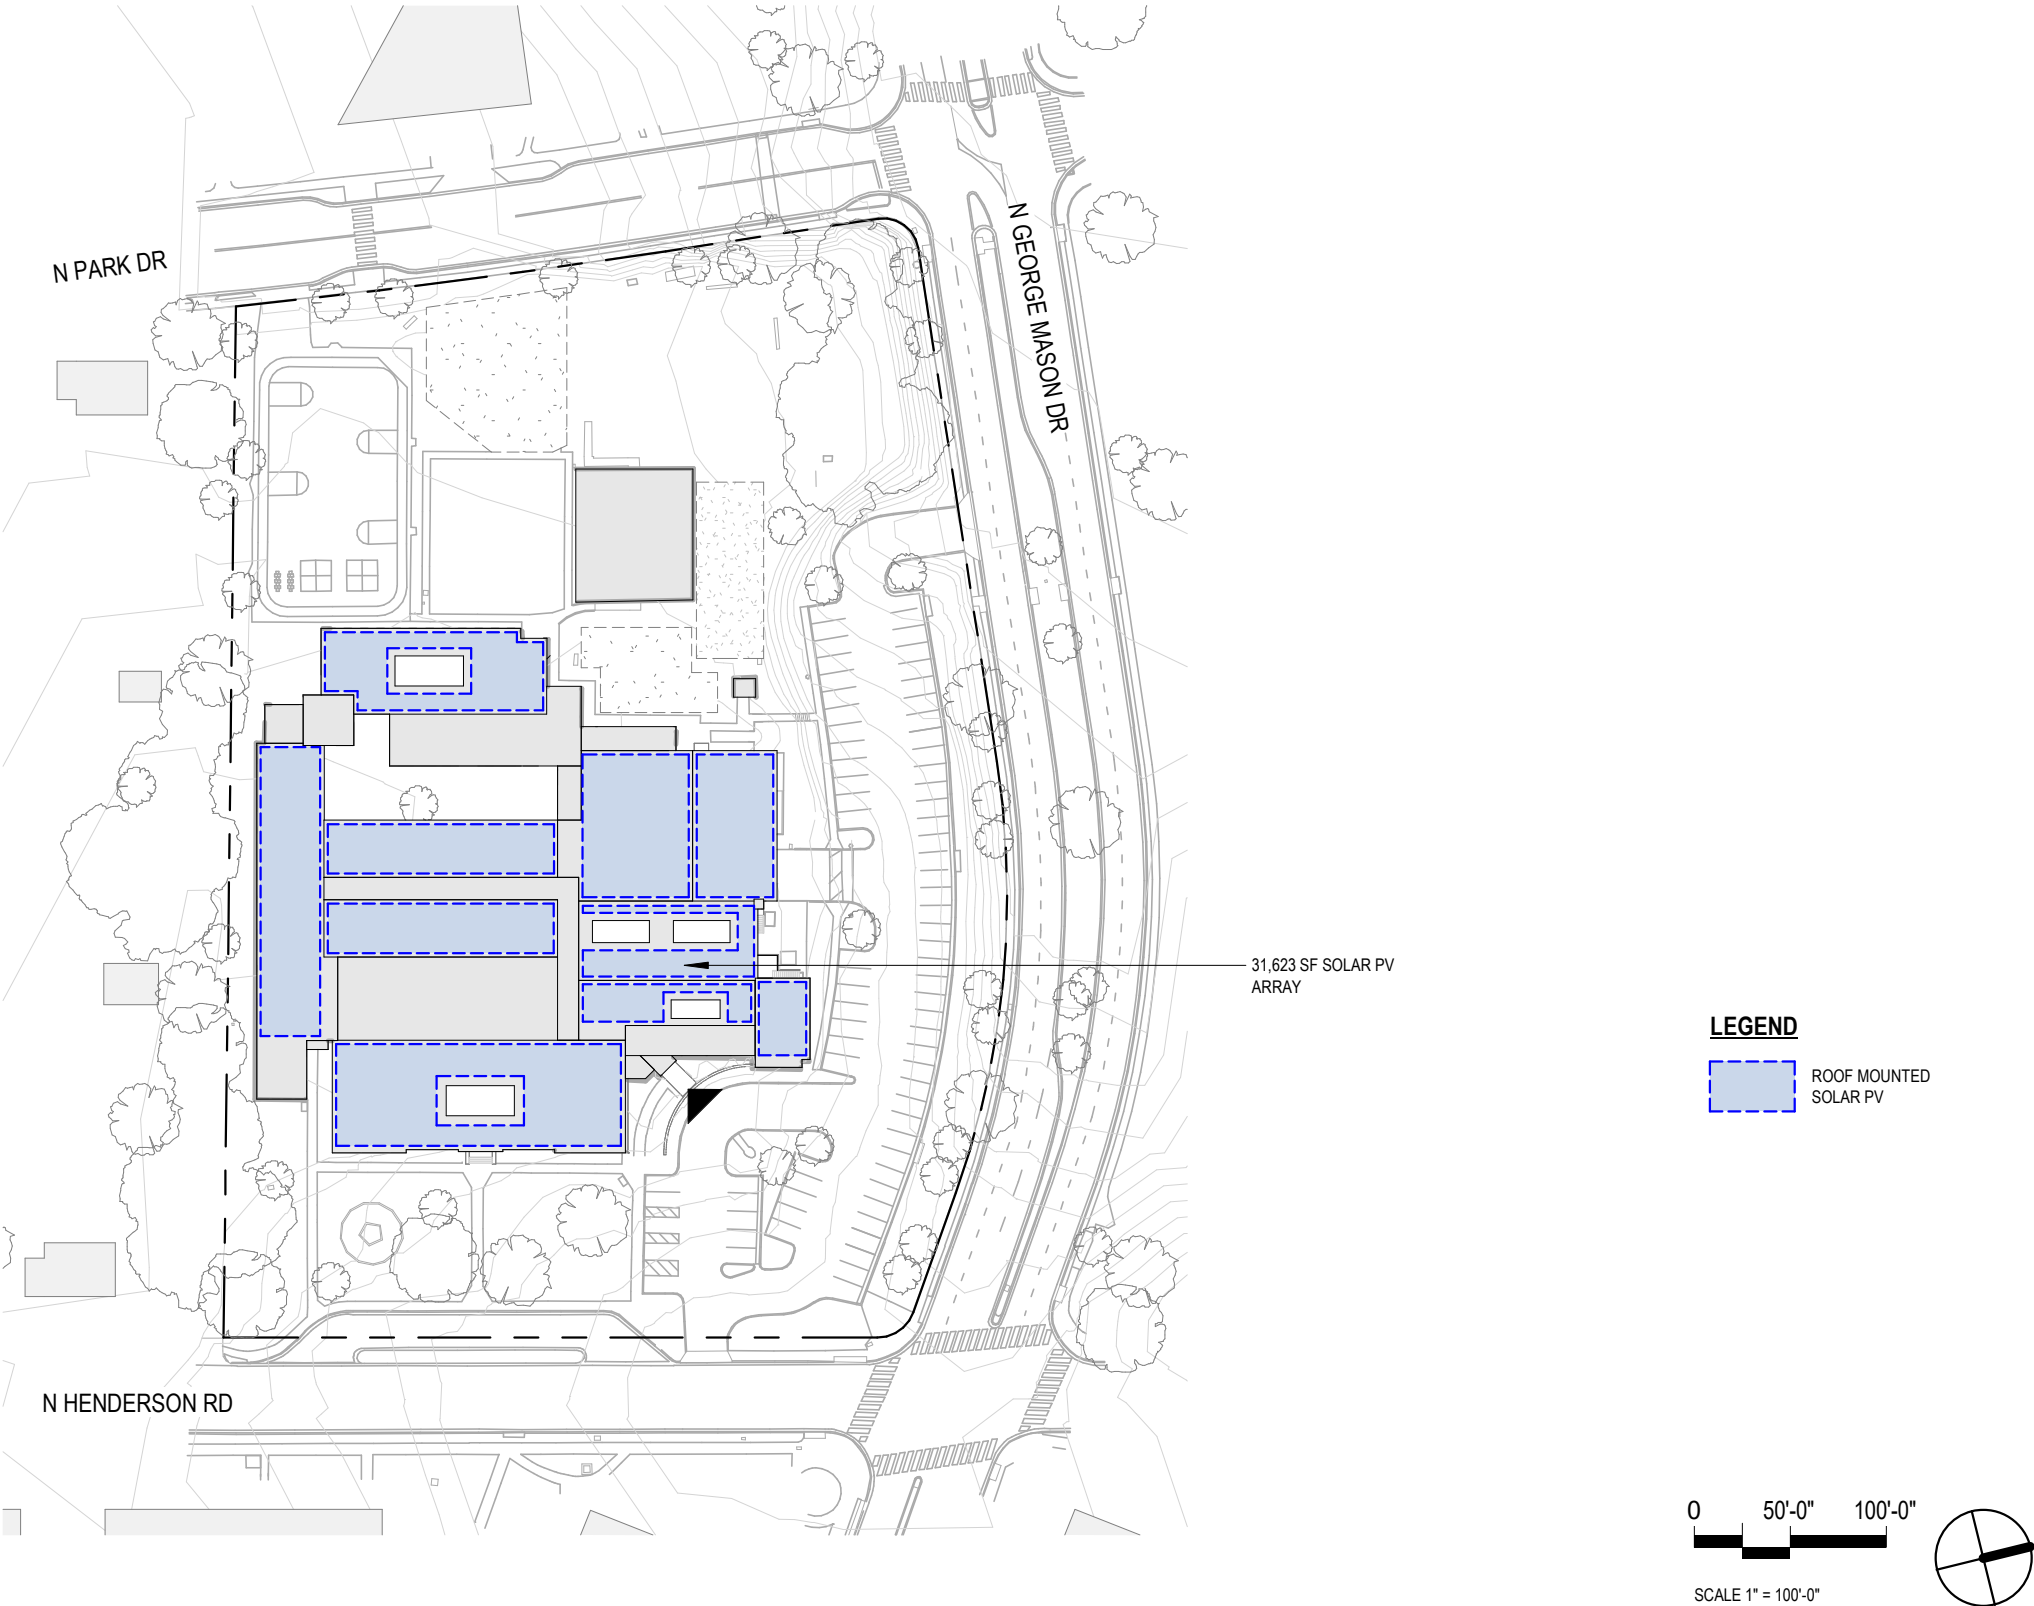 N PARK DR
N GEORGE MASON DR
31,623 SF SOLAR PV
ARRAY
LEGEND
ROOF MOUNTED
SOLAR PV
N HENDERSON RD
0 50'-0" 100'-0"
SCALE 1" = 100'-0"